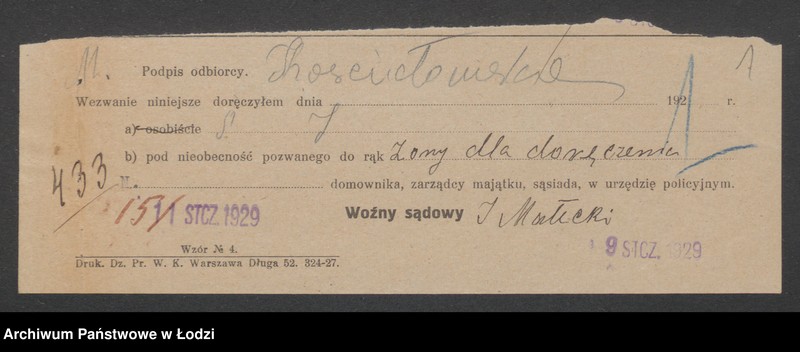 M. Podpis odbiorcy.
1
Wezwanie niniejsze doręczyłem dnia 192 r.
a) osobiście
b) pod nieobecność pozwanego do rąk żony dla doręczenia
M. domownika, zarządcy majątku, sąsiada, w urzędzie policyjnym.
433
11 STCZ. 1929
Woźny sądowy J Małecki
9 STCZ. 1929
Wzór № 4.
Druk. Dz. Pr. W. K. Warszawa Długa 52. 324-27.
Archiwum Państwowe w Łodzi